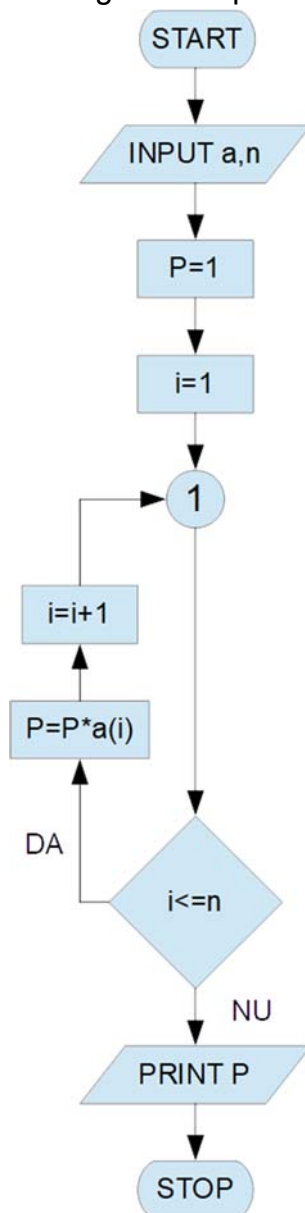 START
INPUT a,n
P=1
i=1
1
i=i+1
P=P*a(i)
DA
i<=n
NU
PRINT P
STOP